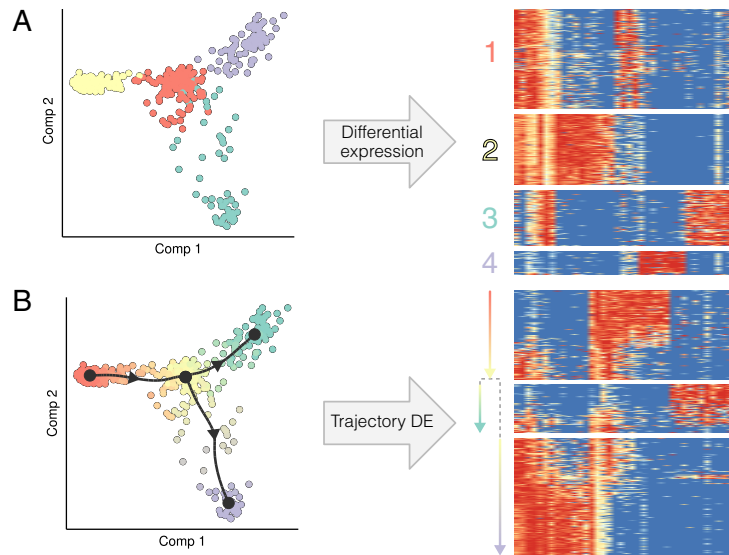 A
Comp 2
Comp 1
Differential
expression
1
2
3
4
B
Comp 2
Comp 1
Trajectory DE